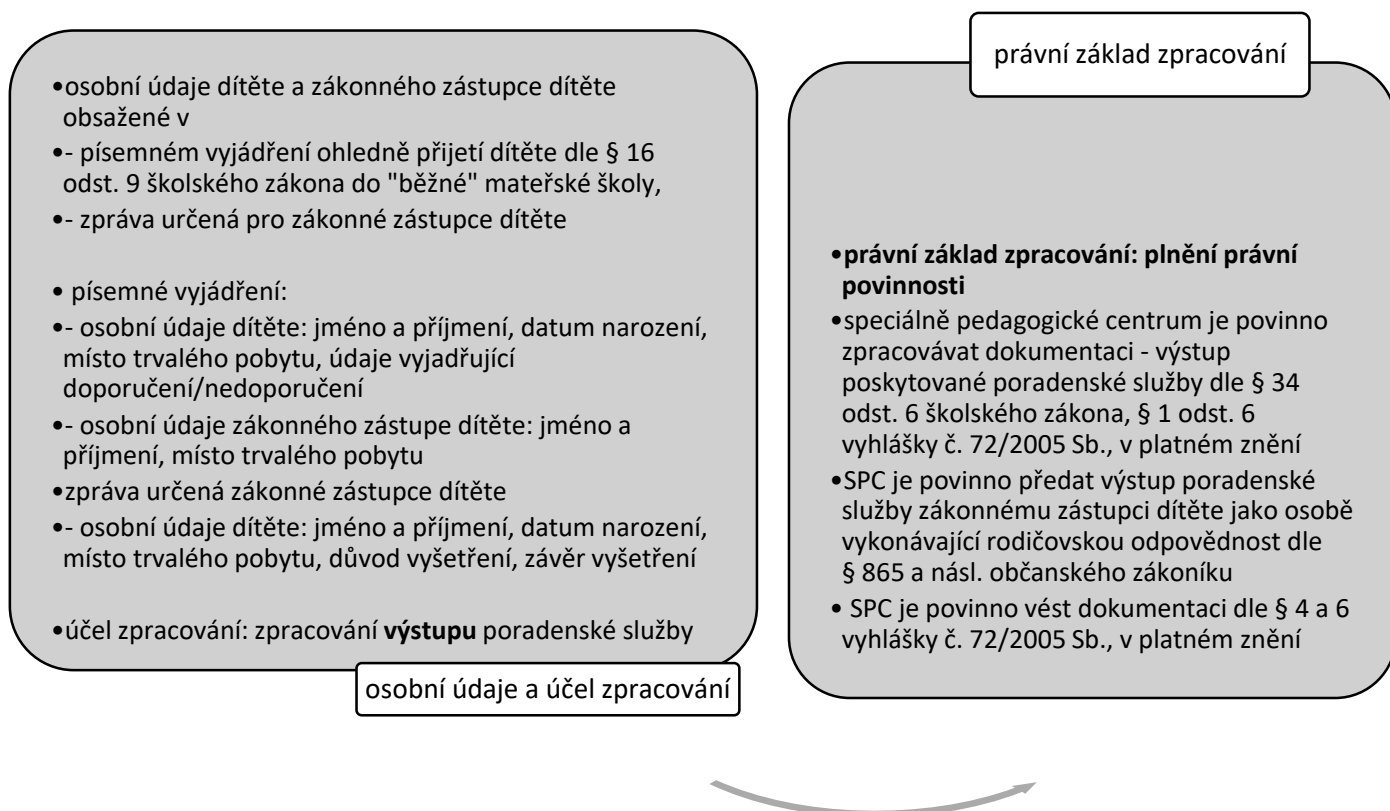 •osobní údaje dítěte a zákonného zástupce dítěte
obsažené v
•- písemném vyjádření ohledně přijetí dítěte dle § 16
odst. 9 školského zákona do "běžné" mateřské školy,
•- zpráva určená pro zákonné zástupce dítěte
• písemné vyjádření:
•- osobní údaje dítěte: jméno a příjmení, datum narození,
místo trvalého pobytu, údaje vyjadřující
doporučení/nedoporučení
•- osobní údaje zákonného zástupe dítěte: jméno a
příjmení, místo trvalého pobytu
•zpráva určená zákonné zástupce dítěte
•- osobní údaje dítěte: jméno a příjmení, datum narození,
místo trvalého pobytu, důvod vyšetření, závěr vyšetření
•účel zpracování: zpracování výstupu poradenské služby
osobní údaje a účel zpracování
právní základ zpracování
•právní základ zpracování: plnění právní
povinnosti
•speciálně pedagogické centrum je povinno
zpracovávat dokumentaci - výstup
poskytované poradenské služby dle § 34
odst. 6 školského zákona, § 1 odst. 6
vyhlášky č. 72/2005 Sb., v platném znění
•SPC je povinno předat výstup poradenské
služby zákonnému zástupci dítěte jako osobě
vykonávající rodičovskou odpovědnost dle
§ 865 a násl. občanského zákoníku
• SPC je povinno vést dokumentaci dle § 4 a 6
vyhlášky č. 72/2005 Sb., v platném znění